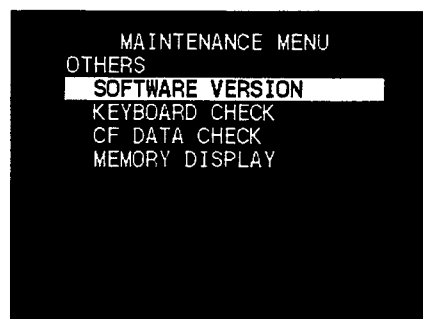 MAINTENANCE MENU
OTHERS
SOFTWARE VERSION
KEYBOARD CHECK
CF DATA CHECK
MEMORY DISPLAY